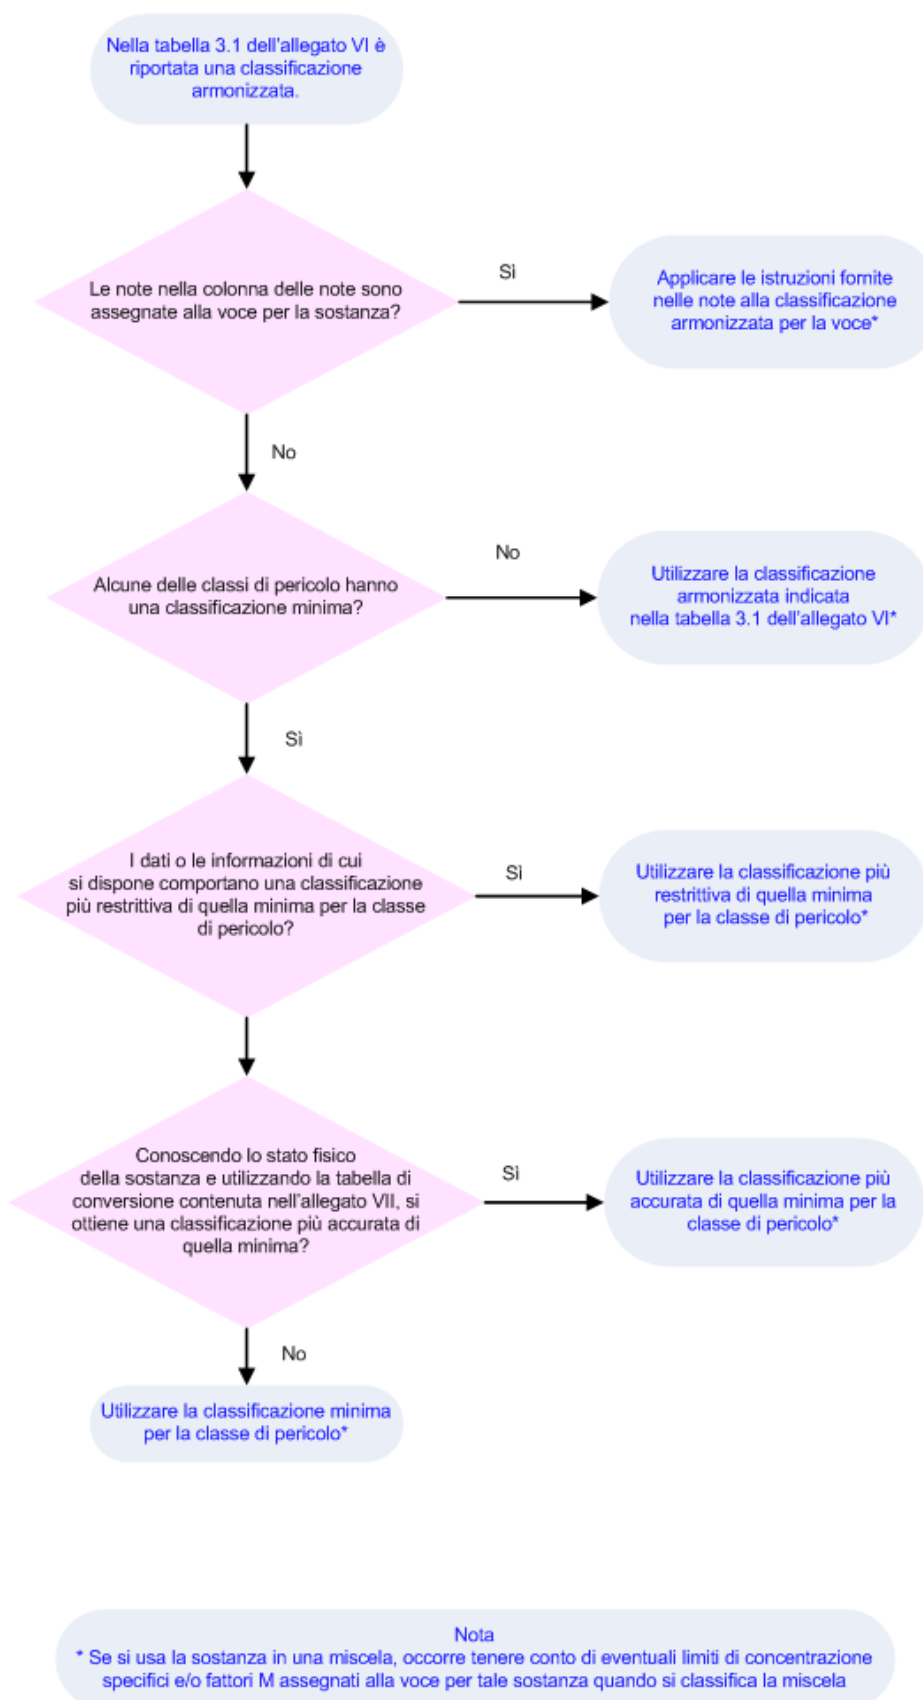 Nella tabella 3.1 dell'allegato VI è
riportata una classificazione
armonizzata.
Le note nella colonna delle note sono
assegnate alla voce per la sostanza?
Sì
Applicare le istruzioni fornite
nelle note alla classificazione
armonizzata per la voce*
No
Alcune delle classi di pericolo hanno
una classificazione minima?
No
Utilizzare la classificazione
armonizzata indicata
nella tabella 3.1 dell'allegato VI*
Sì
I dati o le informazioni di cui
si dispone comportano una classificazione
più restrittiva di quella minima per la classe
di pericolo?
Sì
Utilizzare la classificazione più
restrittiva di quella minima
per la classe di pericolo*
Conoscendo lo stato fisico
della sostanza e utilizzando la tabella di
conversione contenuta nell'allegato VII, si
ottiene una classificazione più accurata di
quella minima?
Sì
Utilizzare la classificazione più
accurata di quella minima per la
classe di pericolo*
No
Utilizzare la classificazione minima
per la classe di pericolo*
Nota
* Se si usa la sostanza in una miscela, occorre tenere conto di eventuali limiti di concentrazione
specifici e/o fattori M assegnati alla voce per tale sostanza quando si classifica la miscela